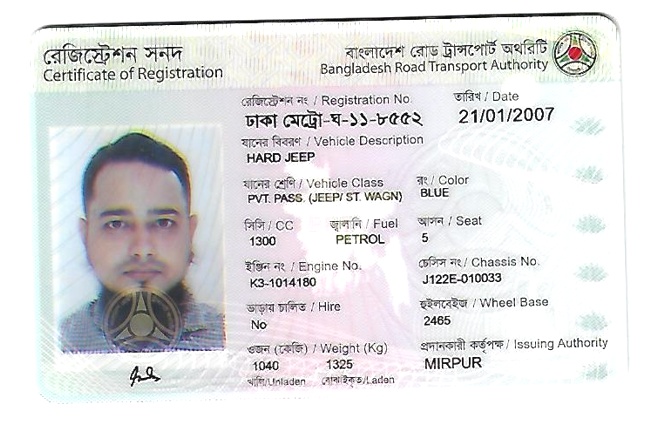 রেজিস্ট্রেশন সনদ
Certificate of Registration
বাংলাদেশ রোড ট্রান্সপোর্ট অথরিটি
Bangladesh Road Transport Authority
রেজিস্ট্রেশন নং / Registration No. তারিখ / Date
ঢাকা মেট্রো-ঘ-১১-৮৫৫২ 21/01/2007
যানের বিবরণ / Vehicle Description
HARD JEEP
যানের শ্রেণি / Vehicle Class রং / Color
PVT. PASS. (JEEP/ ST. WAGN) BLUE
সিসি / CC জ্বালানি / Fuel আসন / Seat
1300 PETROL 5
ইঞ্জিন নং / Engine No. চেসিস নং / Chassis No.
K3-1014180 J122E-010033
ভাড়ায় চালিত / Hire হুইলবেইজ / Wheel Base
No 2465
ওজন (কেজি) / Weight (Kg) প্রদানকারী কর্তৃপক্ষ / Issuing Authority
1040 1325 MIRPUR
খালি/Unladen বোঝাইকৃত/Laden